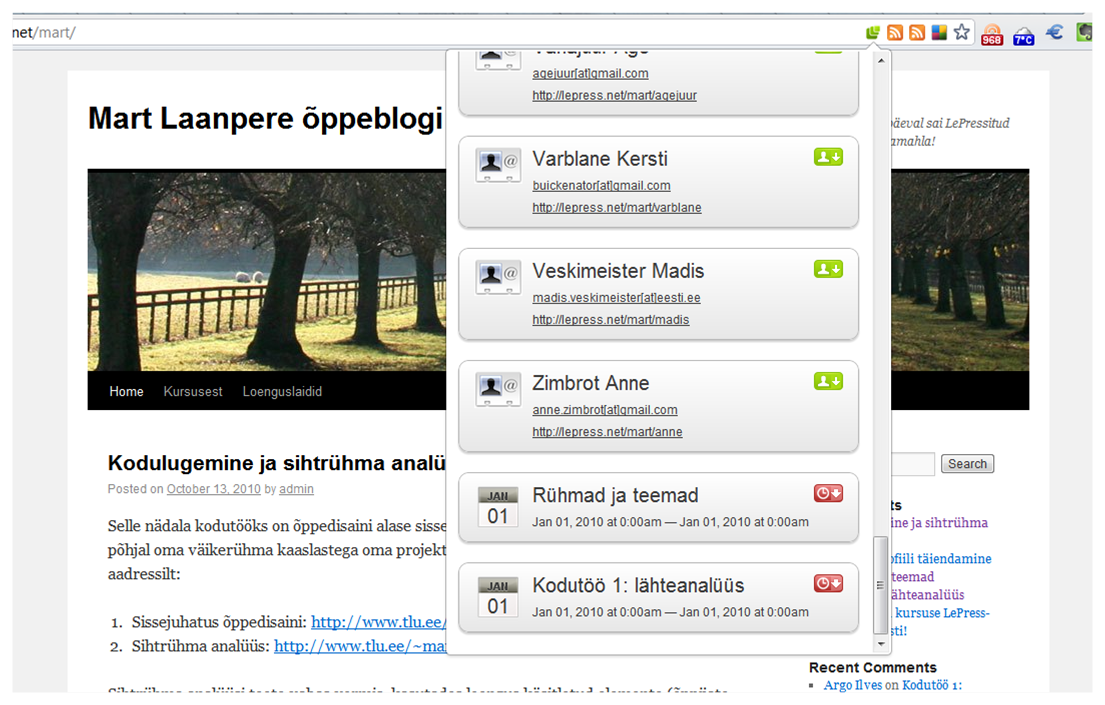 net/mart/
968
7°C
Mart Laanpere õppeblogi
päeval sai LePressitud
amahla!
Home Kursusest Loenguslaidid
agejuur[at]gmail.com
http://lepress.net/mart/agejuur
Varblane Kersti
buickenator[at]gmail.com
http://lepress.net/mart/varblane
Veskimeister Madis
madis.veskimeister[at]eesti.ee
http://lepress.net/mart/madis
Zimbrot Anne
anne.zimbrot[at]gmail.com
http://lepress.net/mart/anne
JAN
01
Rühmad ja teemad
Jan 01, 2010 at 0:00am — Jan 01, 2010 at 0:00am
JAN
01
Kodutöö 1: lähteanalüüs
Jan 01, 2010 at 0:00am — Jan 01, 2010 at 0:00am
Kodulugemine ja sihtrühma analü
Posted on October 13, 2010 by admin
Selle nädala kodutööks on õppedisaini alase sisse
põhjal oma väikerühma kaaslastega oma projekt
aadressilt:
1. Sissejuhatus õppedisaini: http://www.tlu.ee/
2. Sihtrühma analüüs: http://www.tlu.ee/~ma
Search
ts
ine ja sihtrühma
ofiili täiendamine
teemad
ähteanalüüs
kursuse LePress-
sti!
Recent Comments
Argo Ilves on Kodutöö 1: